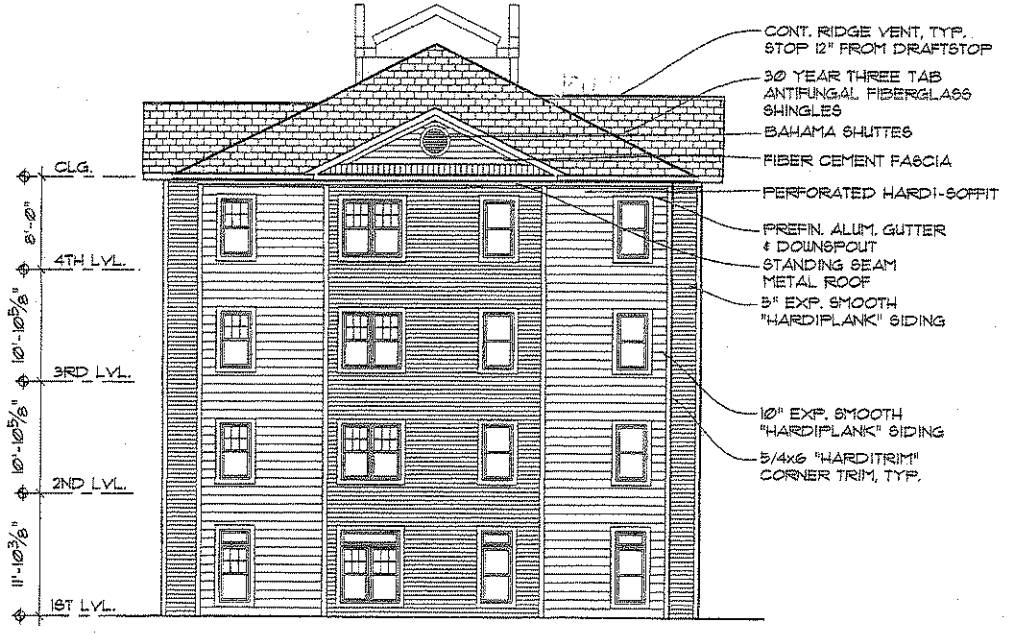 CONT. RIDGE VENT, TYP.
STOP 12" FROM DRAFTSTOP
30 YEAR THREE TAB
ANTIFUNGAL FIBERGLASS
SHINGLES
BAHAMA SHUTTES
FIBER CEMENT FASCIA
PERFORATED HARDI-SOFFIT
PREFIN. ALUM. GUTTER
& DOWNSPOUT
STANDING SEAM
METAL ROOF
5" EXP. SMOOTH
"HARDIPLANK" SIDING
10" EXP. SMOOTH
"HARDIPLANK" SIDING
5/4x6 "HARDITRIM"
CORNER TRIM, TYP.
CLG.
8'-0"
4TH LVL.
10'-10 5/8"
3RD LVL.
10'-10 5/8"
2ND LVL.
11'-10 3/8"
1ST LVL.